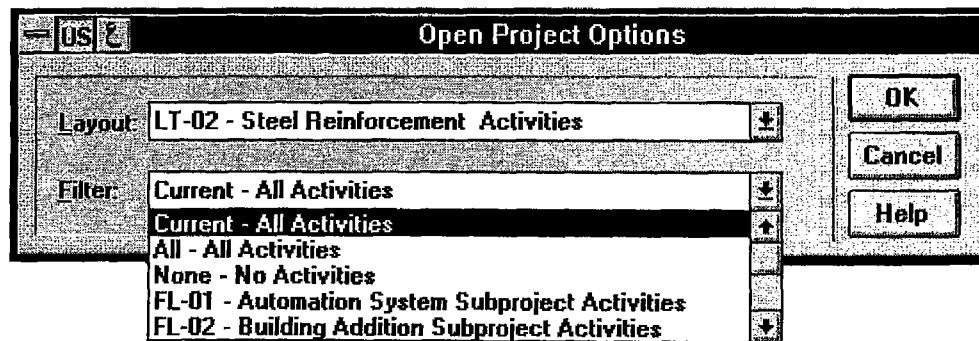 US Open Project Options
Layout: LT-02 - Steel Reinforcement Activities
OK
Cancel
Filter: Current - All Activities
Help
Current - All Activities
All - All Activities
None - No Activities
FL-01 - Automation System Subproject Activities
FL-02 - Building Addition Subproject Activities